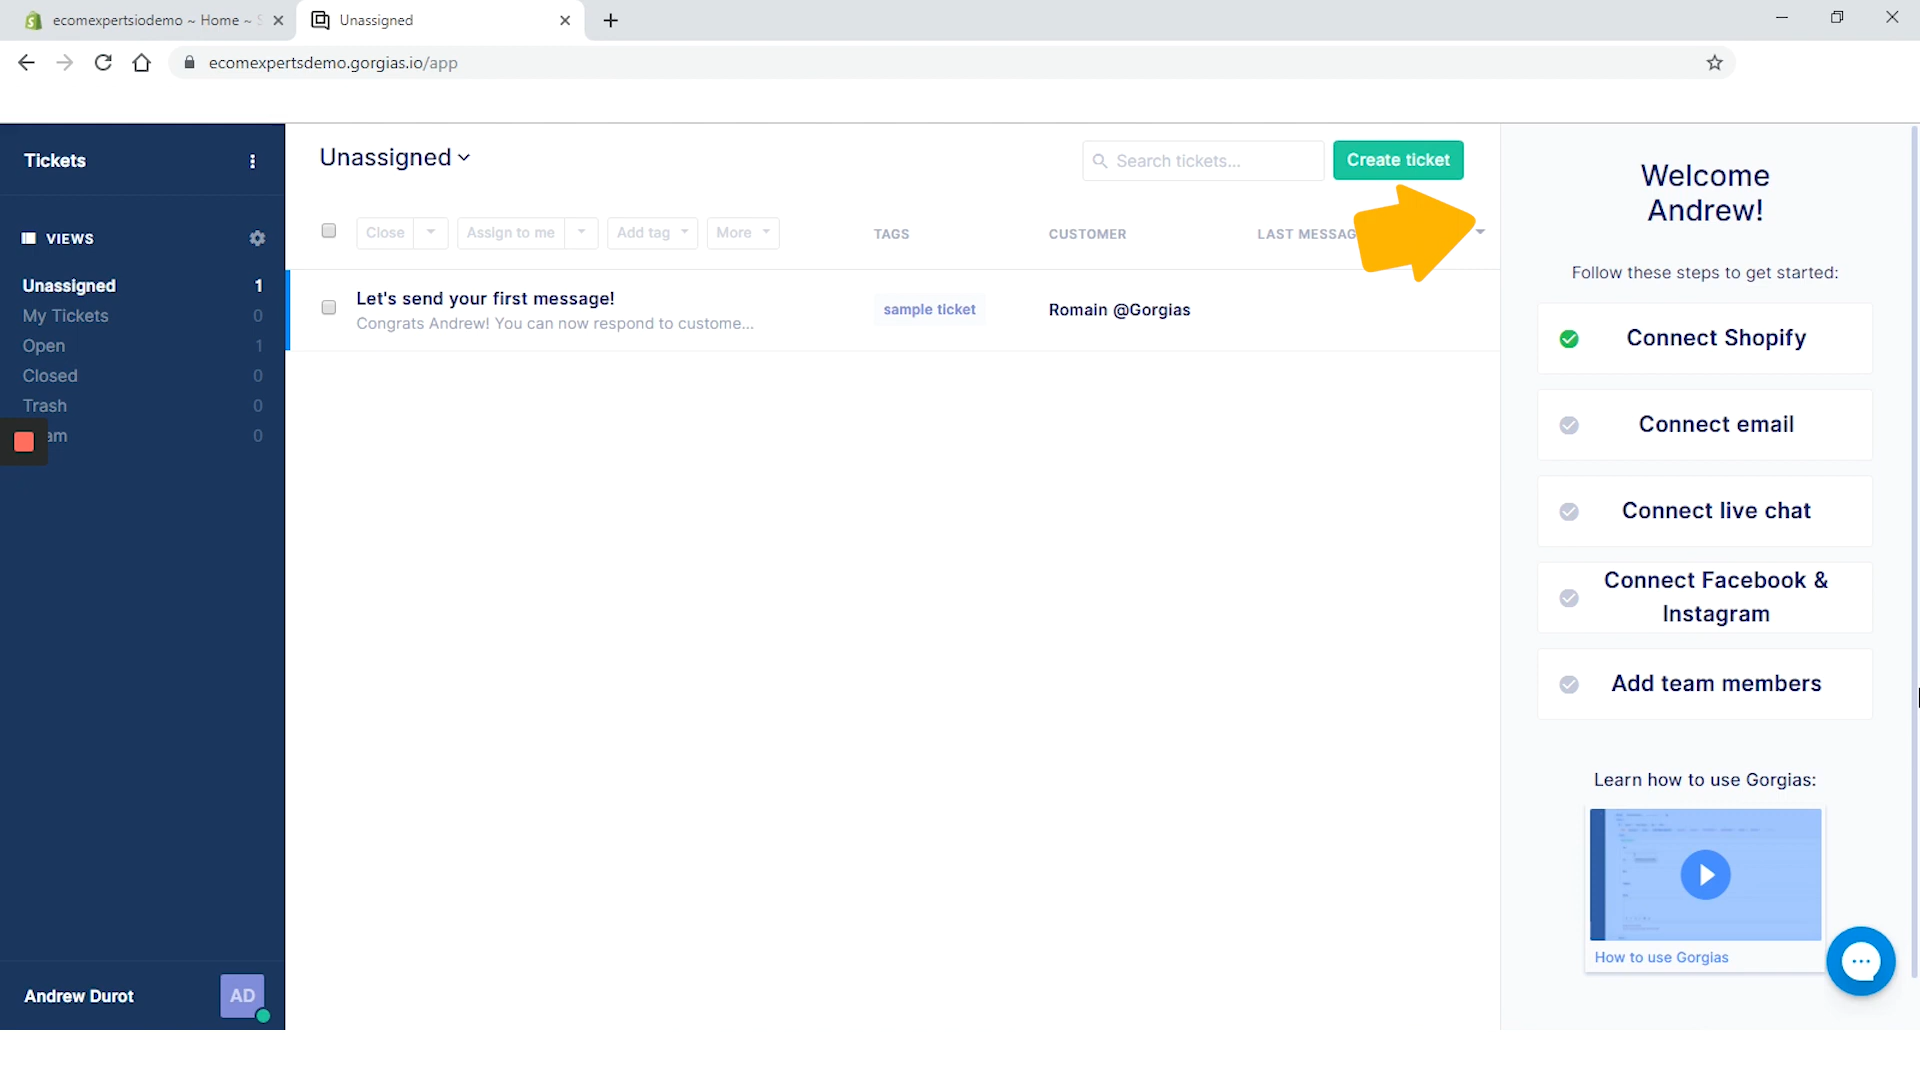 ecomexpertsiodemo ~ Home ~ S
Unassigned
ecomexpertsdemo.gorgias.io/app
Tickets
VIEWS
Unassigned 1
My Tickets 0
Open 1
Closed 0
Trash 0
am 0
Andrew Durot
AD
Unassigned
Search tickets...
Create ticket
Close
Assign to me
Add tag
More
TAGS
CUSTOMER
LAST MESSAG
Let's send your first message!
Congrats Andrew! You can now respond to custome...
sample ticket
Romain @Gorgias
Welcome
Andrew!
Follow these steps to get started:
Connect Shopify
Connect email
Connect live chat
Connect Facebook &
Instagram
Add team members
Learn how to use Gorgias:
How to use Gorgias